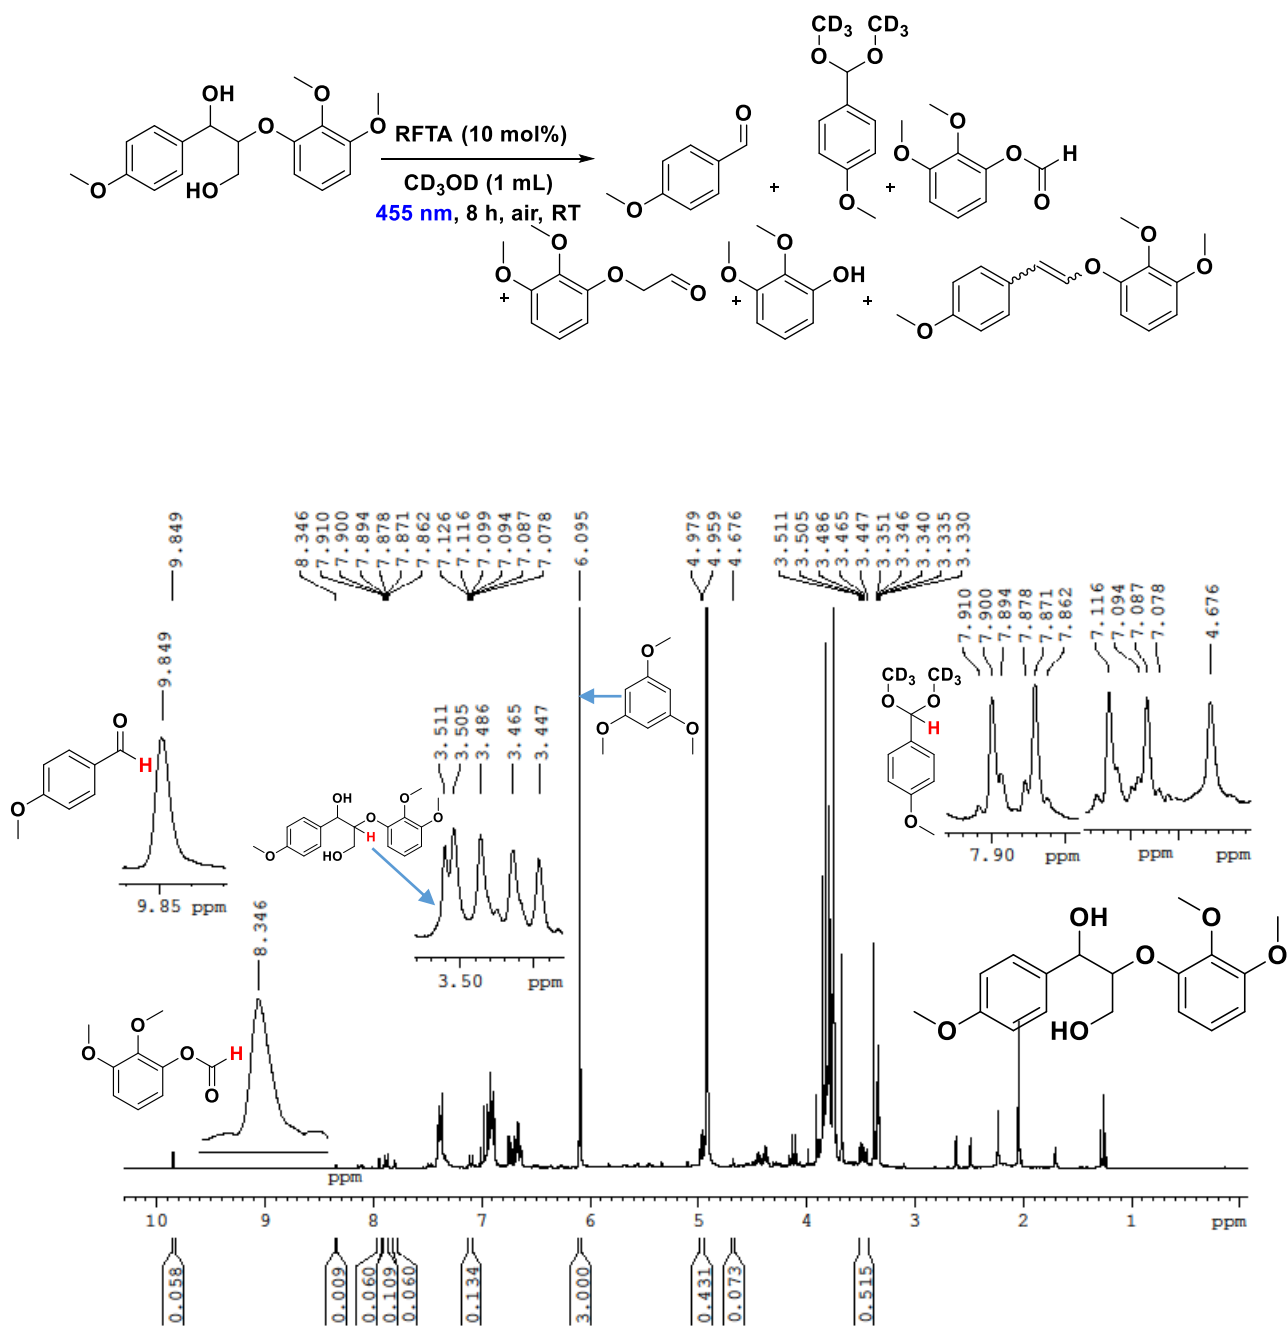 CD₃ CD₃
O O
OH
O
O
O
O
HO
RFTA (10 mol%)
CD₃OD (1 mL)
455 nm, 8 h, air, RT
O
O
+
O
+
O
O
O
H
O
+
O
O
O
O
+
O
O
OH
+
O
O
O
O
9.849
8.346
7.910
7.900
7.894
7.878
7.871
7.862
7.126
7.116
7.099
7.094
7.087
7.078
6.095
4.979
4.959
4.676
3.511
3.505
3.486
3.465
3.447
3.351
3.346
3.340
3.335
3.330
9.849
O
H
O
9.85 ppm
3.511
3.505
3.486
3.465
3.447
OH
O
O
O
O
H
HO
3.50 ppm
O
O
O
CD₃ CD₃
O O
H
O
7.910
7.900
7.894
7.878
7.871
7.862
7.90 ppm
7.116
7.094
7.087
7.078
ppm
4.676
ppm
8.346
O
O
O
H
O
ppm
OH
O
O
O
O
HO
10 9 8 7 6 5 4 3 2 1 ppm
0.058
0.009
0.060
0.109
0.060
0.134
3.000
0.431
0.073
0.515